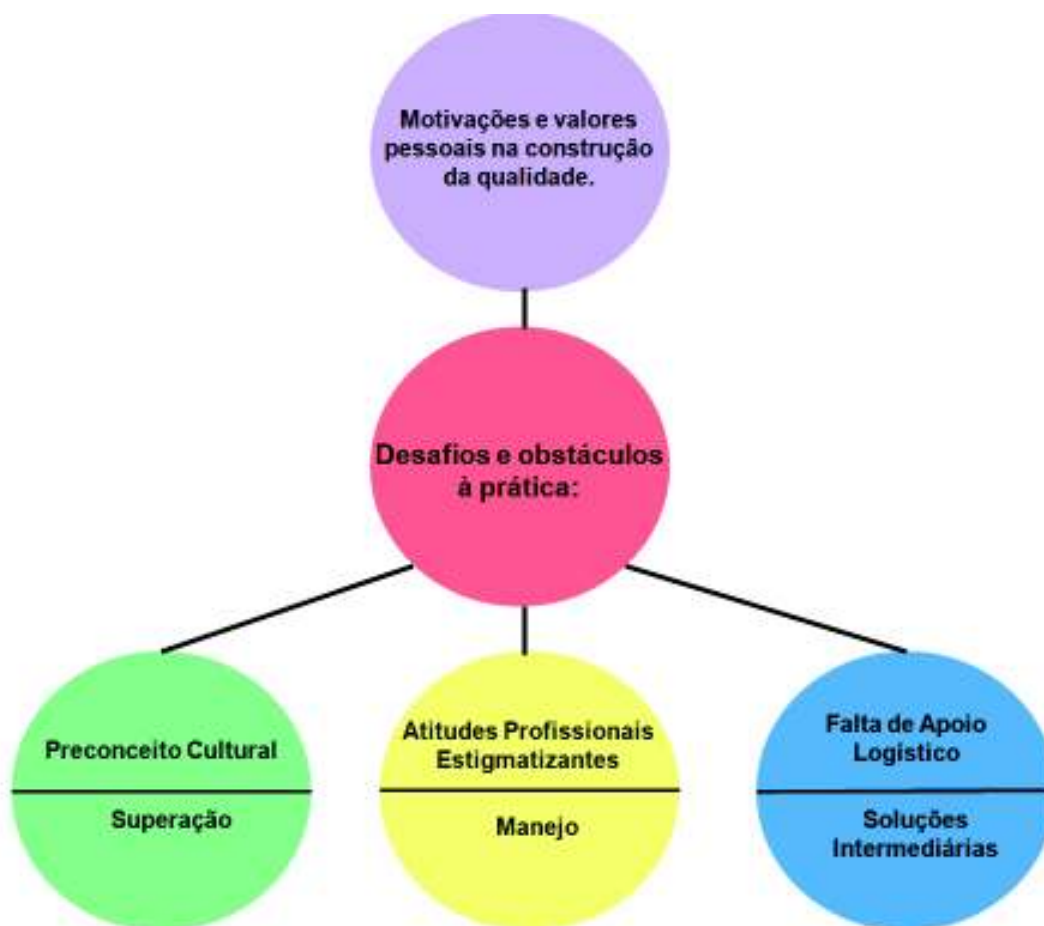 Motivações e valores
pessoais na construção
da qualidade.
Desafios e obstáculos
à prática:
Preconceito Cultural
Superação
Atitudes Profissionais
Estigmatizantes
Manejo
Falta de Apoio
Logístico
Soluções
Intermediárias